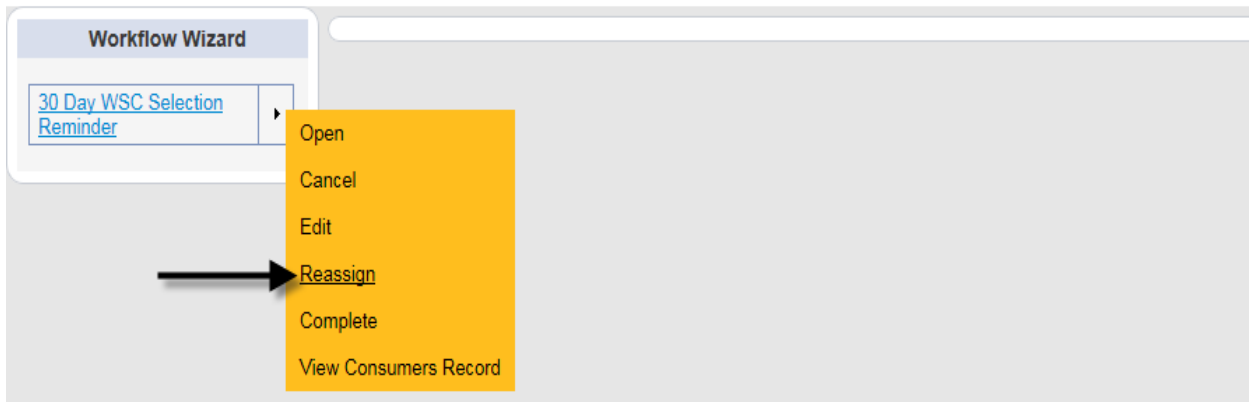 Workflow Wizard
30 Day WSC Selection
Reminder
Open
Cancel
Edit
Reassign
Complete
View Consumers Record